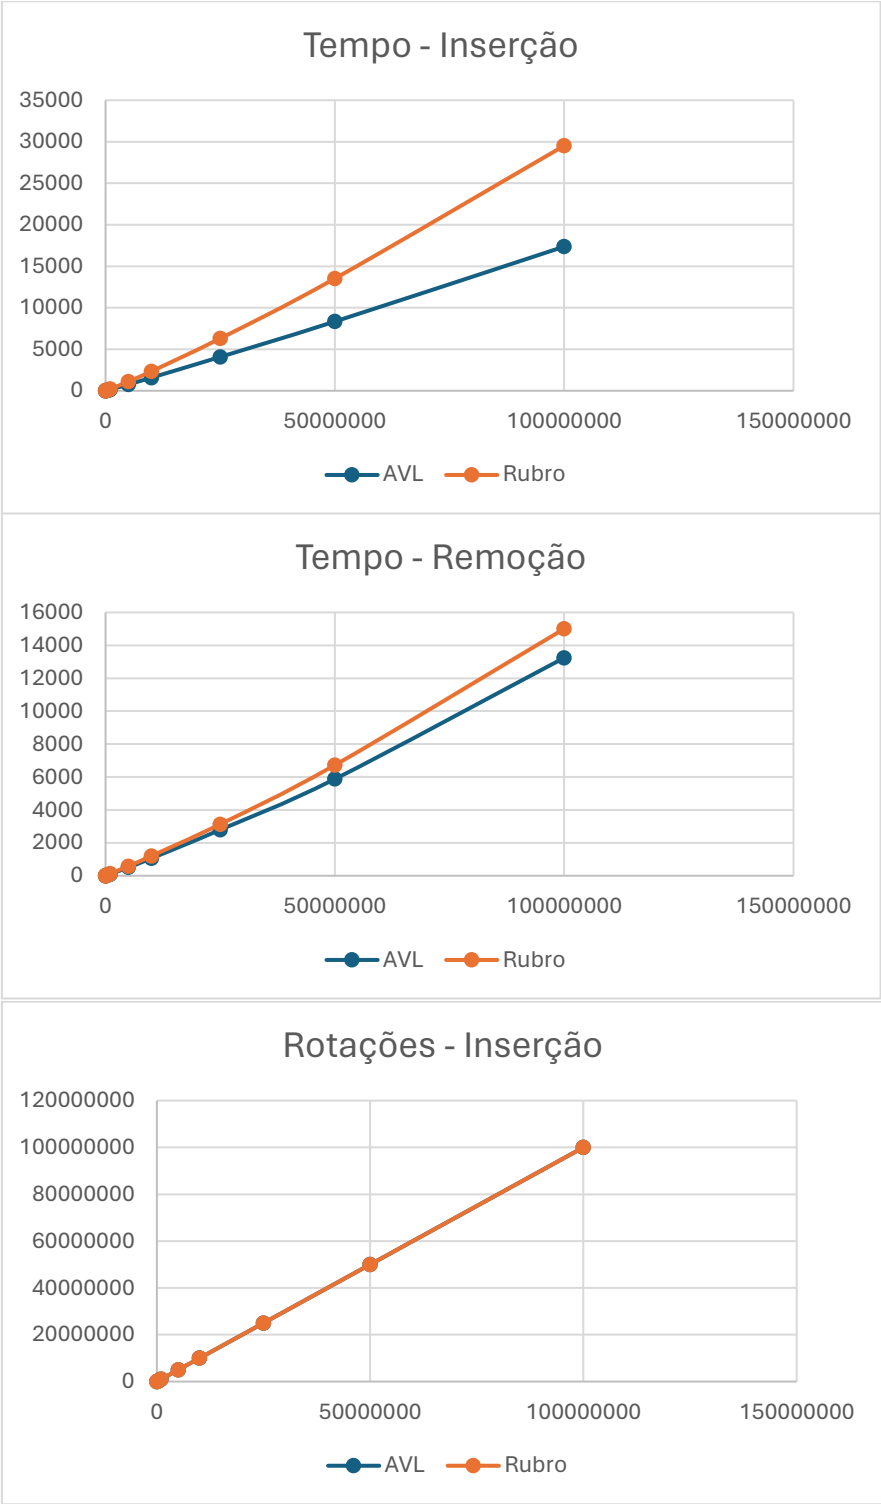 Tempo - Inserção
35000
30000
25000
20000
15000
10000
5000
0
0 50000000 100000000 150000000
AVL Rubro
Tempo - Remoção
16000
14000
12000
10000
8000
6000
4000
2000
0
0 50000000 100000000 150000000
AVL Rubro
Rotações - Inserção
120000000
100000000
80000000
60000000
40000000
20000000
0
0 50000000 100000000 150000000
AVL Rubro